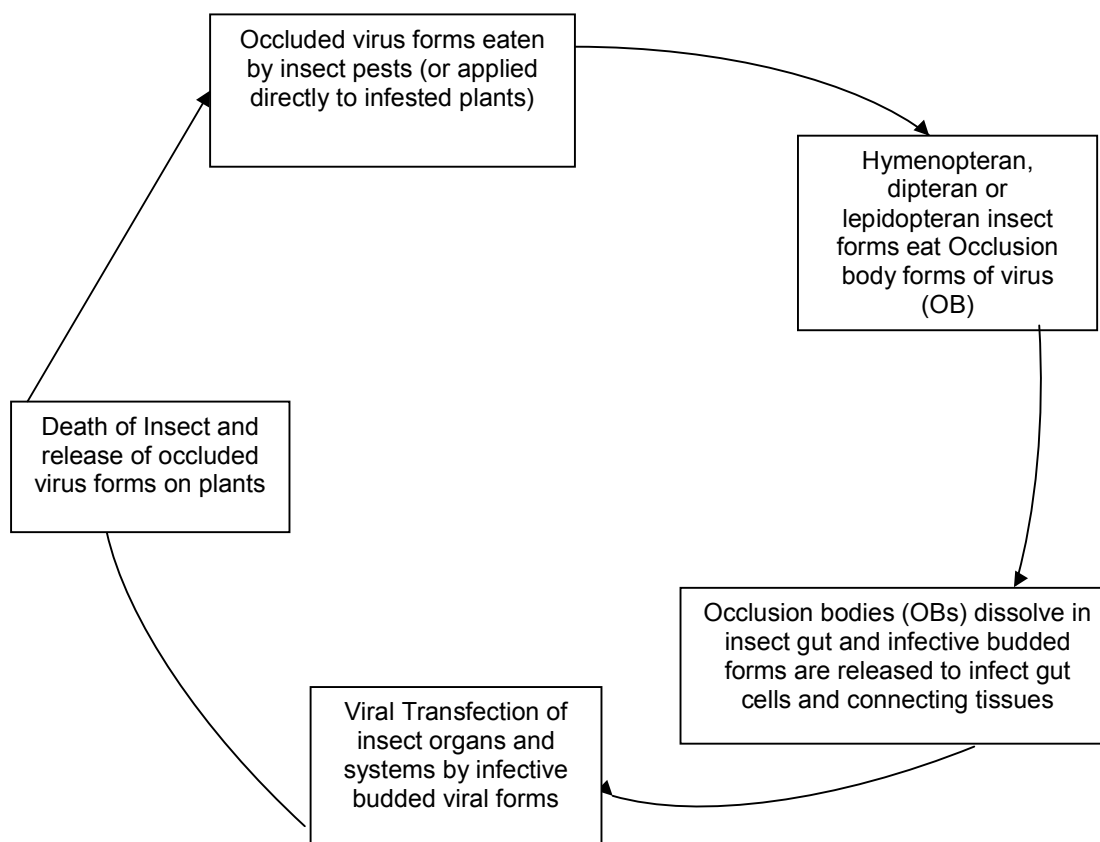 Occluded virus forms eaten
by insect pests (or applied
directly to infested plants)
Hymenopteran,
dipteran or
lepidopteran insect
forms eat Occlusion
body forms of virus
(OB)
Occlusion bodies (OBs) dissolve in
insect gut and infective budded
forms are released to infect gut
cells and connecting tissues
Viral Transfection of
insect organs and
systems by infective
budded viral forms
Death of Insect and
release of occluded
virus forms on plants